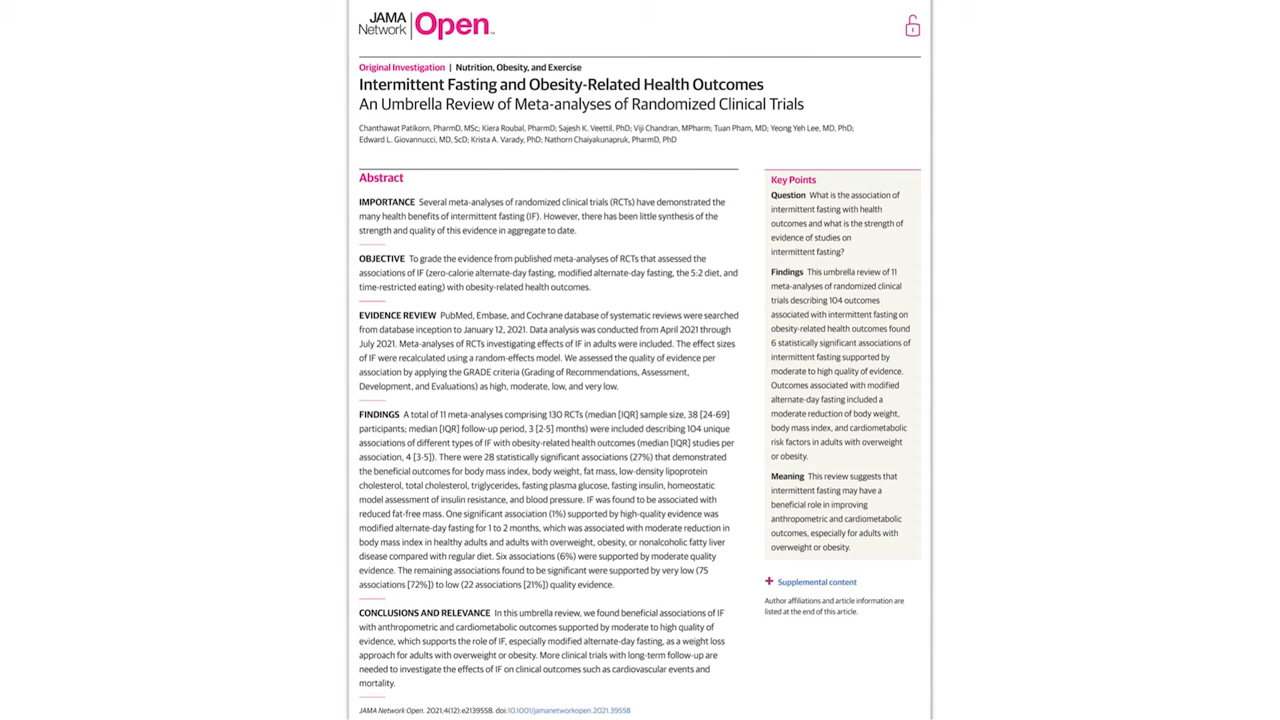 JAMA
Network Open™
Original Investigation | Nutrition, Obesity, and Exercise
Intermittent Fasting and Obesity-Related Health Outcomes
An Umbrella Review of Meta-analyses of Randomized Clinical Trials
Chanthawat Patikorn, PharmD, MSc; Kiera Roubal, PharmD; Sajesh K. Veettil, PhD; Viji Chandran, MPharm; Tuan Pham, MD; Yeong Yeh Lee, MD, PhD;
Edward L. Giovannucci, MD, ScD; Krista A. Varady, PhD; Nathorn Chaiyakunapruk, PharmD, PhD
Abstract
IMPORTANCE Several meta-analyses of randomized clinical trials (RCTs) have demonstrated the
many health benefits of intermittent fasting (IF). However, there has been little synthesis of the
strength and quality of this evidence in aggregate to date.
OBJECTIVE To grade the evidence from published meta-analyses of RCTs that assessed the
associations of IF (zero-calorie alternate-day fasting, modified alternate-day fasting, the 5:2 diet, and
time-restricted eating) with obesity-related health outcomes.
EVIDENCE REVIEW PubMed, Embase, and Cochrane database of systematic reviews were searched
from database inception to January 12, 2021. Data analysis was conducted from April 2021 through
July 2021. Meta-analyses of RCTs investigating effects of IF in adults were included. The effect sizes
of IF were recalculated using a random-effects model. We assessed the quality of evidence per
association by applying the GRADE criteria (Grading of Recommendations, Assessment,
Development, and Evaluations) as high, moderate, low, and very low.
FINDINGS A total of 11 meta-analyses comprising 130 RCTs (median [IQR] sample size, 38 [24-69]
participants; median [IQR] follow-up period, 3 [2-5] months) were included describing 104 unique
associations of different types of IF with obesity-related health outcomes (median [IQR] studies per
association, 4 [3-5]). There were 28 statistically significant associations (27%) that demonstrated
the beneficial outcomes for body mass index, body weight, fat mass, low-density lipoprotein
cholesterol, total cholesterol, triglycerides, fasting plasma glucose, fasting insulin, homeostatic
model assessment of insulin resistance, and blood pressure. IF was found to be associated with
reduced fat-free mass. One significant association (1%) supported by high-quality evidence was
modified alternate-day fasting for 1 to 2 months, which was associated with moderate reduction in
body mass index in healthy adults and adults with overweight, obesity, or nonalcoholic fatty liver
disease compared with regular diet. Six associations (6%) were supported by moderate quality
evidence. The remaining associations found to be significant were supported by very low (75
associations [72%]) to low (22 associations [21%]) quality evidence.
CONCLUSIONS AND RELEVANCE In this umbrella review, we found beneficial associations of IF
with anthropometric and cardiometabolic outcomes supported by moderate to high quality of
evidence, which supports the role of IF, especially modified alternate-day fasting, as a weight loss
approach for adults with overweight or obesity. More clinical trials with long-term follow-up are
needed to investigate the effects of IF on clinical outcomes such as cardiovascular events and
mortality.
JAMA Network Open. 2021;4(12):e2139558. doi:10.1001/jamanetworkopen.2021.39558
Key Points
Question What is the association of
intermittent fasting with health
outcomes and what is the strength of
evidence of studies on
intermittent fasting?
Findings This umbrella review of 11
meta-analyses of randomized clinical
trials describing 104 outcomes
associated with intermittent fasting on
obesity-related health outcomes found
6 statistically significant associations of
intermittent fasting supported by
moderate to high quality of evidence.
Outcomes associated with modified
alternate-day fasting included a
moderate reduction of body weight,
body mass index, and cardiometabolic
risk factors in adults with overweight
or obesity.
Meaning This review suggests that
intermittent fasting may have a
beneficial role in improving
anthropometric and cardiometabolic
outcomes, especially for adults with
overweight or obesity.
+ Supplemental content
Author affiliations and article information are
listed at the end of this article.